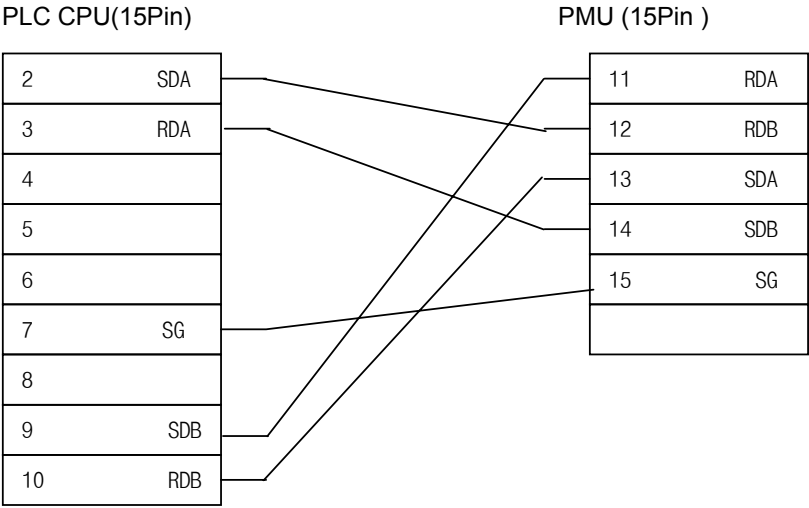 PLC CPU(15Pin)
PMU (15Pin )
2 SDA
3 RDA
4
5
6
7 SG
8
9 SDB
10 RDB
11 RDA
12 RDB
13 SDA
14 SDB
15 SG